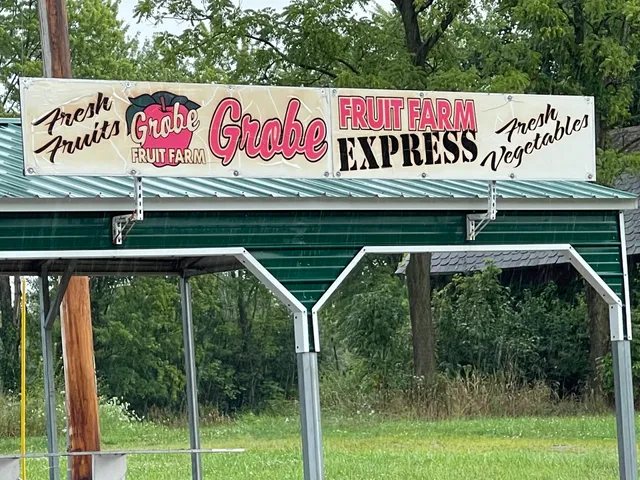 Fresh
Fruits
Grobe
FRUIT FARM
Grobe
FRUIT FARM
EXPRESS
Fresh
Vegetables